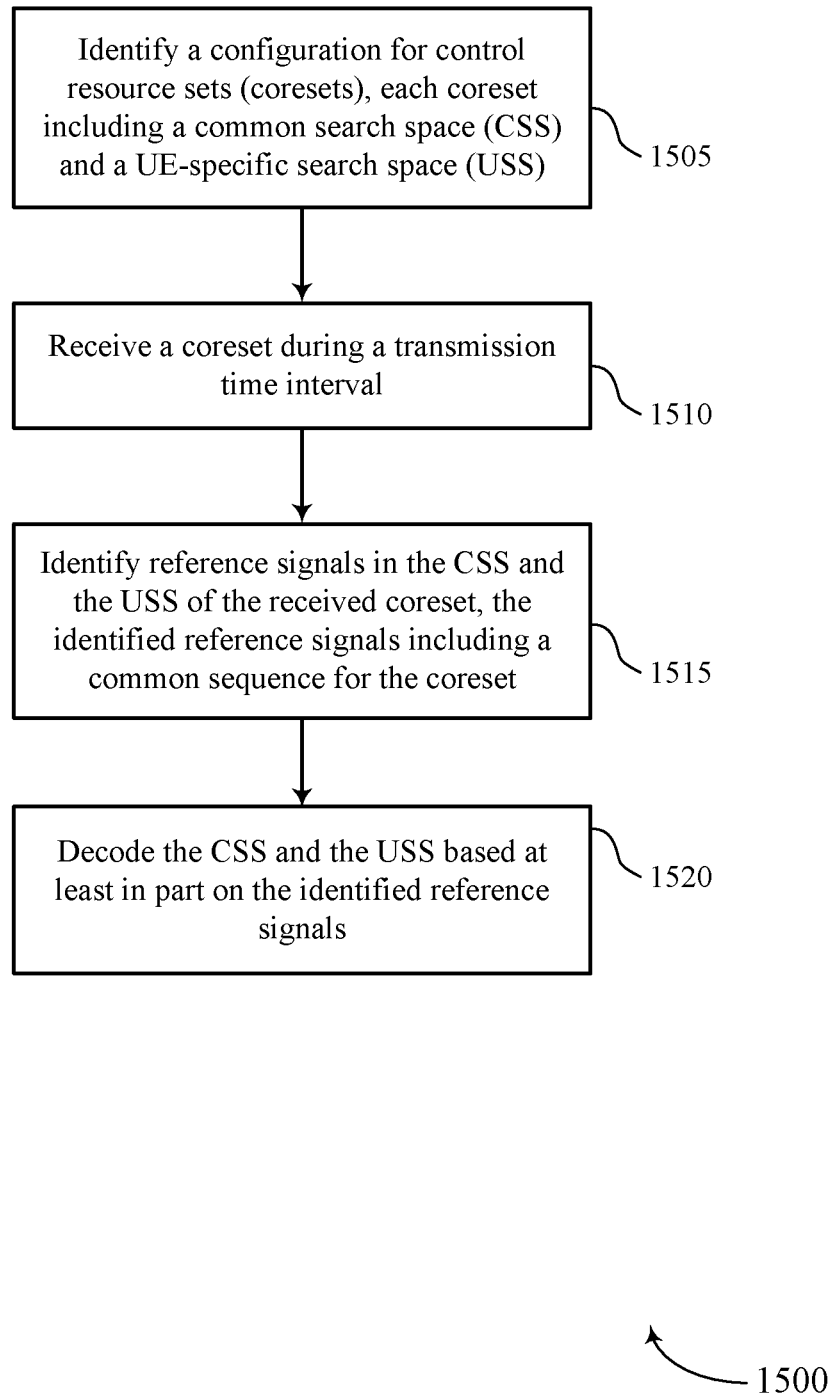 Identify a configuration for control
resource sets (coresets), each coreset
including a common search space (CSS)
and a UE-specific search space (USS)
1505
Receive a coreset during a transmission
time interval
1510
Identify reference signals in the CSS and
the USS of the received coreset, the
identified reference signals including a
common sequence for the coreset
1515
Decode the CSS and the USS based at
least in part on the identified reference
signals
1520
1500